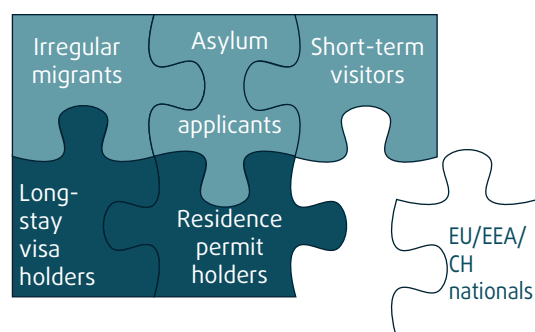 Irregular
migrants
Asylum
applicants
Short-term
visitors
Long-
stay
visa
holders
Residence
permit
holders
EU/EEA/
CH
nationals